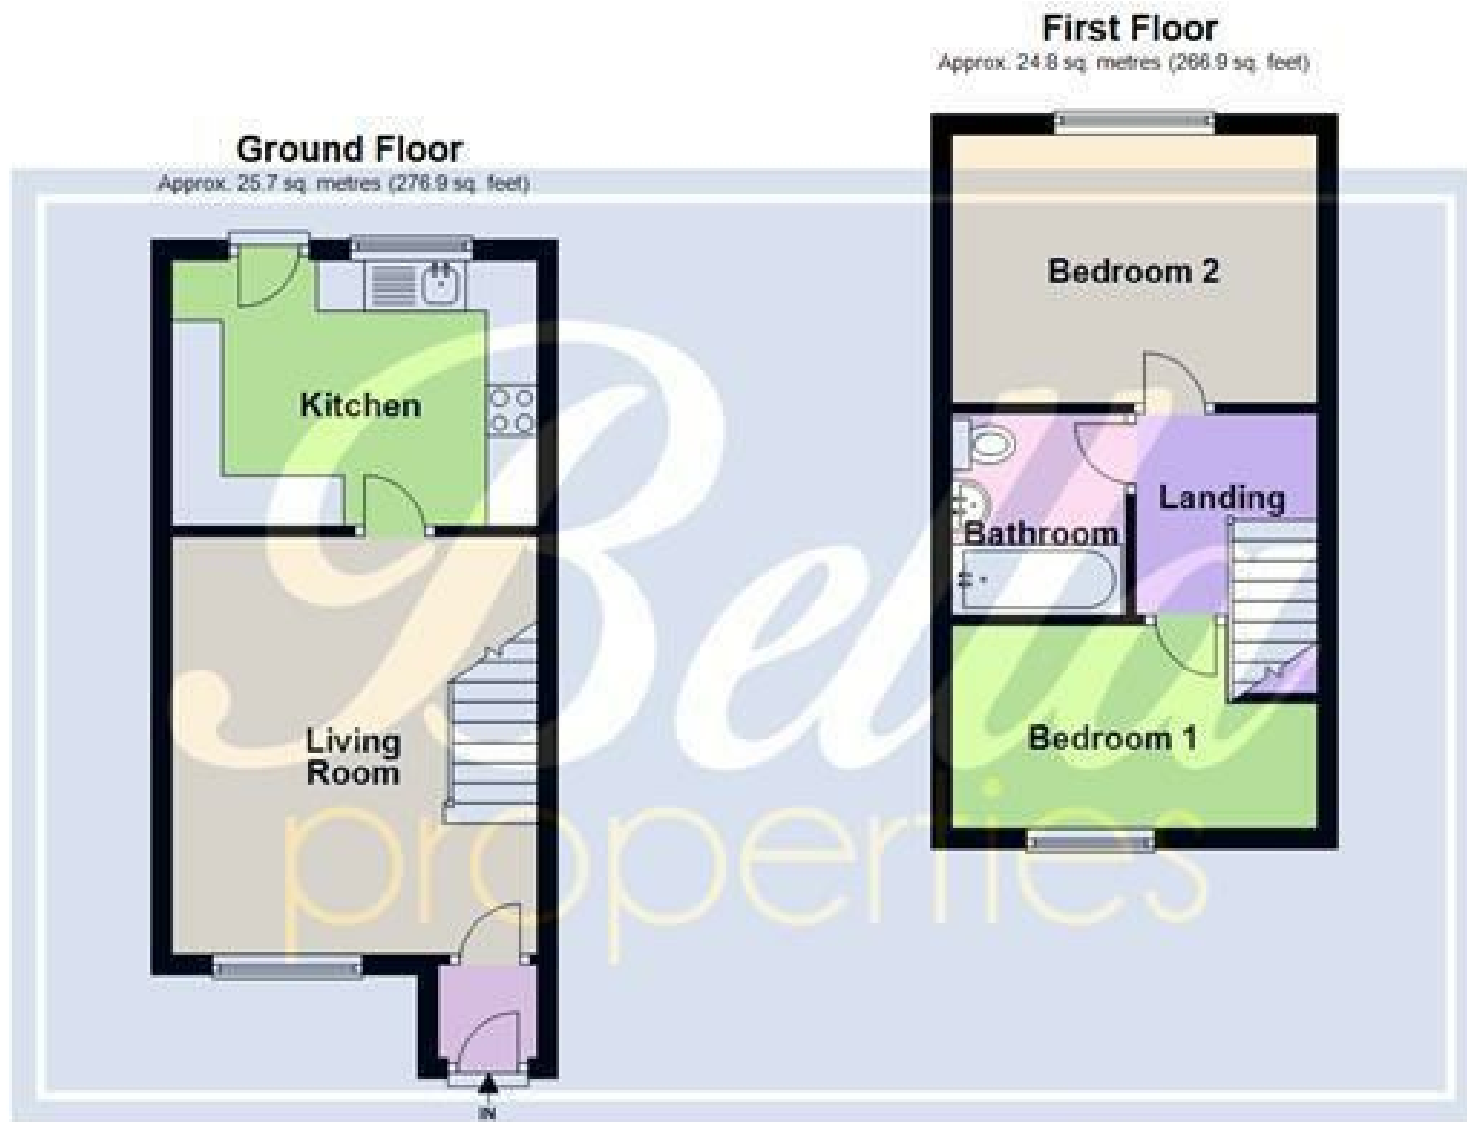 First Floor
Approx. 24.8 sq. metres (266.9 sq. feet)
Ground Floor
Approx. 25.7 sq. metres (276.9 sq. feet)
Bedroom 2
Kitchen
Landing
Bathroom
Living
Room
Bedroom 1
Bella
properties
IN